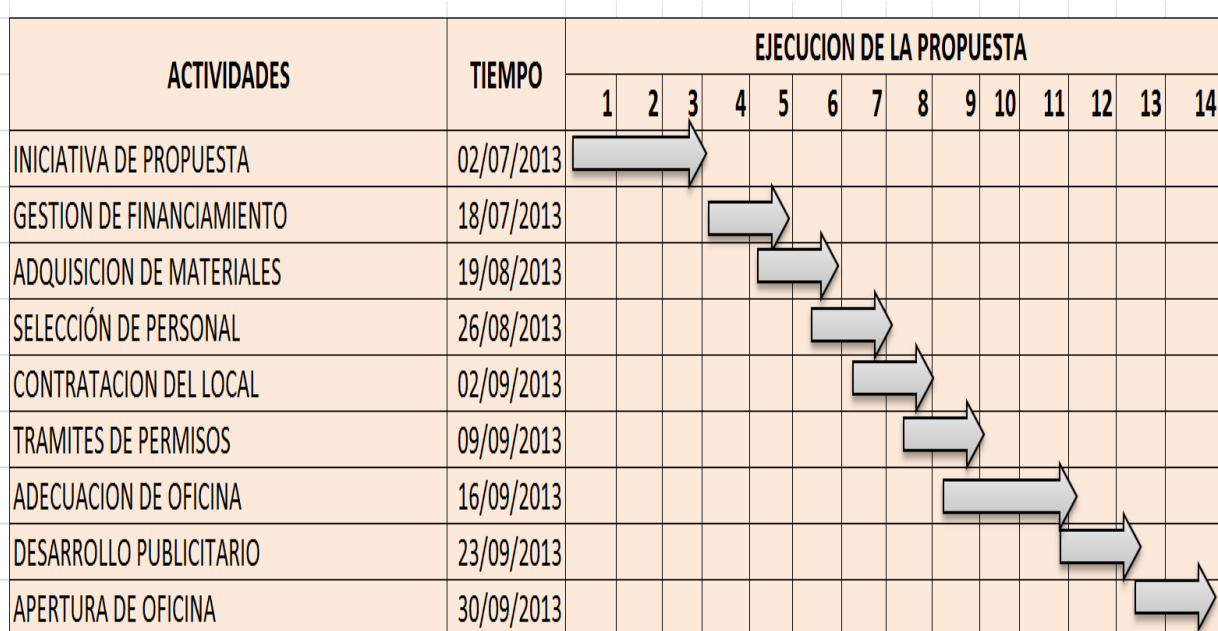 ACTIVIDADES TIEMPO EJECUCION DE LA PROPUESTA
1 2 3 4 5 6 7 8 9 10 11 12 13 14
INICIATIVA DE PROPUESTA 02/07/2013
GESTION DE FINANCIAMIENTO 18/07/2013
ADQUISICION DE MATERIALES 19/08/2013
SELECCIÓN DE PERSONAL 26/08/2013
CONTRATACION DEL LOCAL 02/09/2013
TRAMITES DE PERMISOS 09/09/2013
ADECUACION DE OFICINA 16/09/2013
DESARROLLO PUBLICITARIO 23/09/2013
APERTURA DE OFICINA 30/09/2013